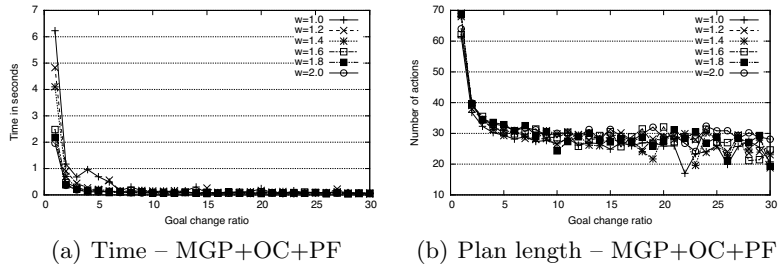 7
6
5
4
3
2
1
0
Time in seconds
0 5 10 15 20 25 30
Goal change ratio
w=1.0
w=1.2
w=1.4
w=1.6
w=1.8
w=2.0
(a) Time – MGP+OC+PF
70
60
50
40
30
20
10
Number of actions
0 5 10 15 20 25 30
Goal change ratio
w=1.0
w=1.2
w=1.4
w=1.6
w=1.8
w=2.0
(b) Plan length – MGP+OC+PF